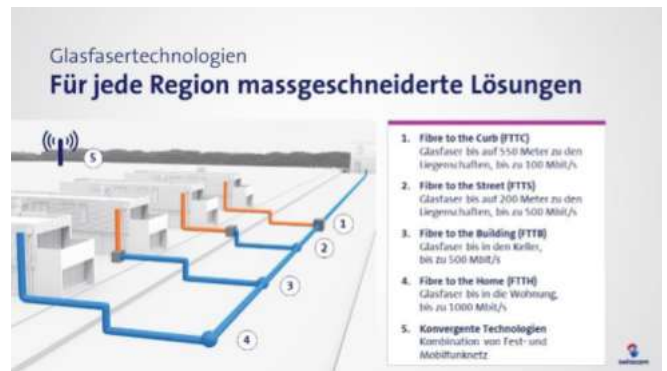 Glasfasertechnologien
Für jede Region massgeschneiderte Lösungen
5
1
2
3
4
1. Fibre to the Curb (FTTC)
Glasfaser bis auf 550 Meter zu den
Liegenschaften, bis zu 100 Mbit/s
2. Fibre to the Street (FTTS)
Glasfaser bis auf 200 Meter zu den
Liegenschaften, bis zu 500 Mbit/s
3. Fibre to the Building (FTTB)
Glasfaser bis in den Keller,
bis zu 500 Mbit/s
4. Fibre to the Home (FTTH)
Glasfaser bis in die Wohnung,
bis zu 1000 Mbit/s
5. Konvergente Technologien
Kombination von Fest- und
Mobilfunknetz
swisscom